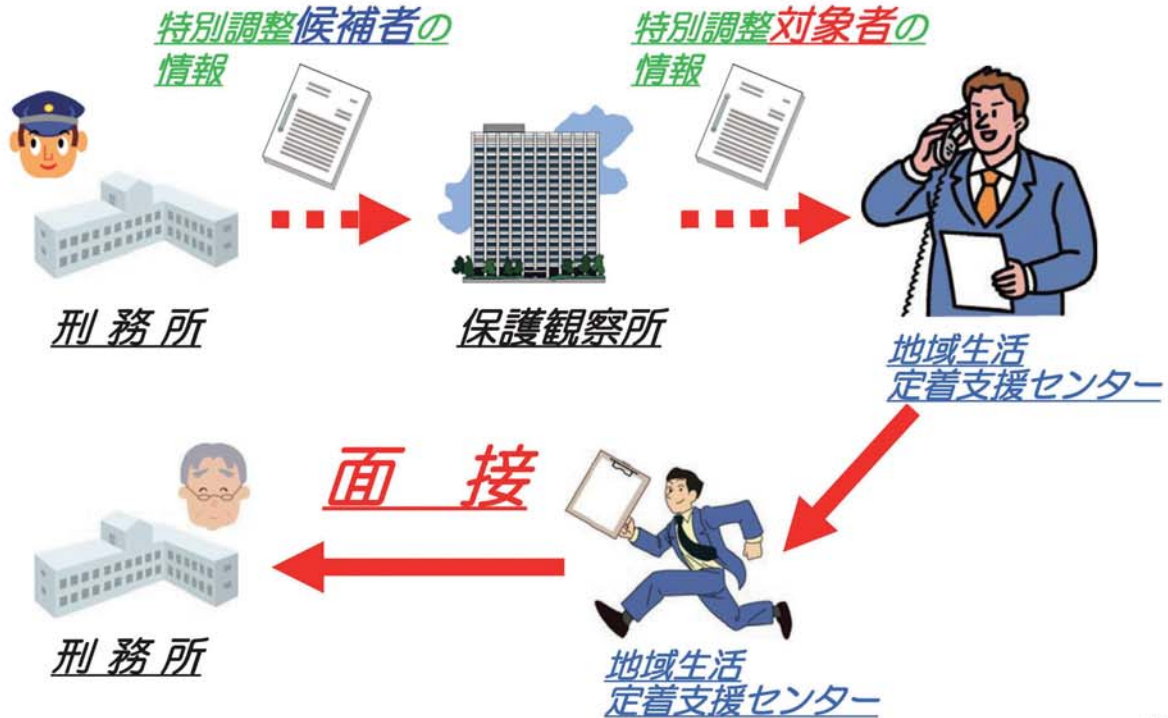 特別調整候補者の
情報
特別調整対象者の
情報
刑務所
保護観察所
地域生活
定着支援センター
面 接
刑務所
地域生活
定着支援センター